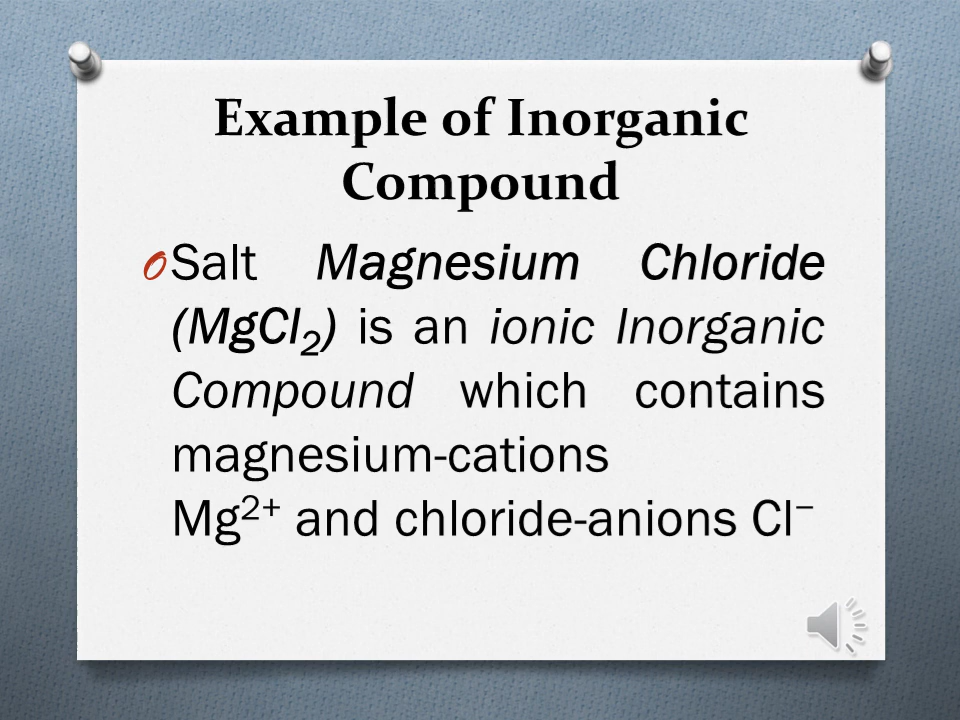 Example of Inorganic
Compound
Salt Magnesium Chloride
(MgCl₂) is an ionic Inorganic
Compound which contains
magnesium-cations
Mg²⁺ and chloride-anions Cl⁻